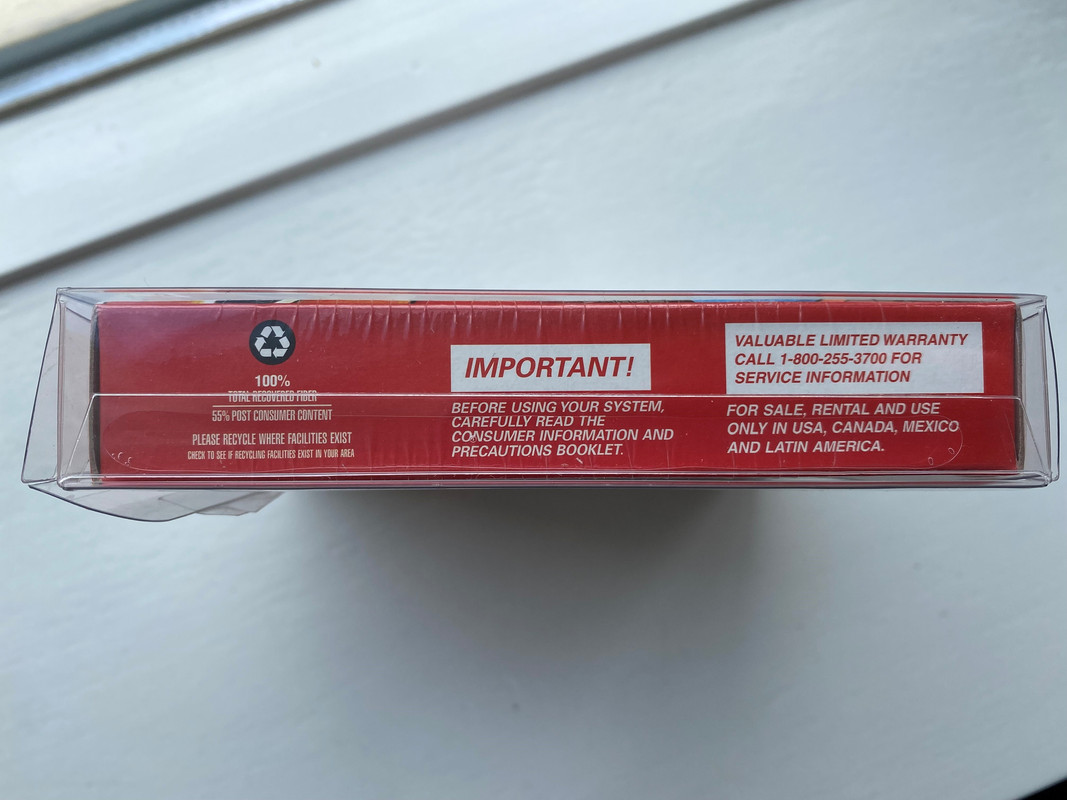 100%
TOTAL RECOVERED FIBER
55% POST CONSUMER CONTENT
PLEASE RECYCLE WHERE FACILITIES EXIST
CHECK TO SEE IF RECYCLING FACILITIES EXIST IN YOUR AREA
IMPORTANT!
BEFORE USING YOUR SYSTEM,
CAREFULLY READ THE
CONSUMER INFORMATION AND
PRECAUTIONS BOOKLET.
VALUABLE LIMITED WARRANTY
CALL 1-800-255-3700 FOR
SERVICE INFORMATION
FOR SALE, RENTAL AND USE
ONLY IN USA, CANADA, MEXICO
AND LATIN AMERICA.